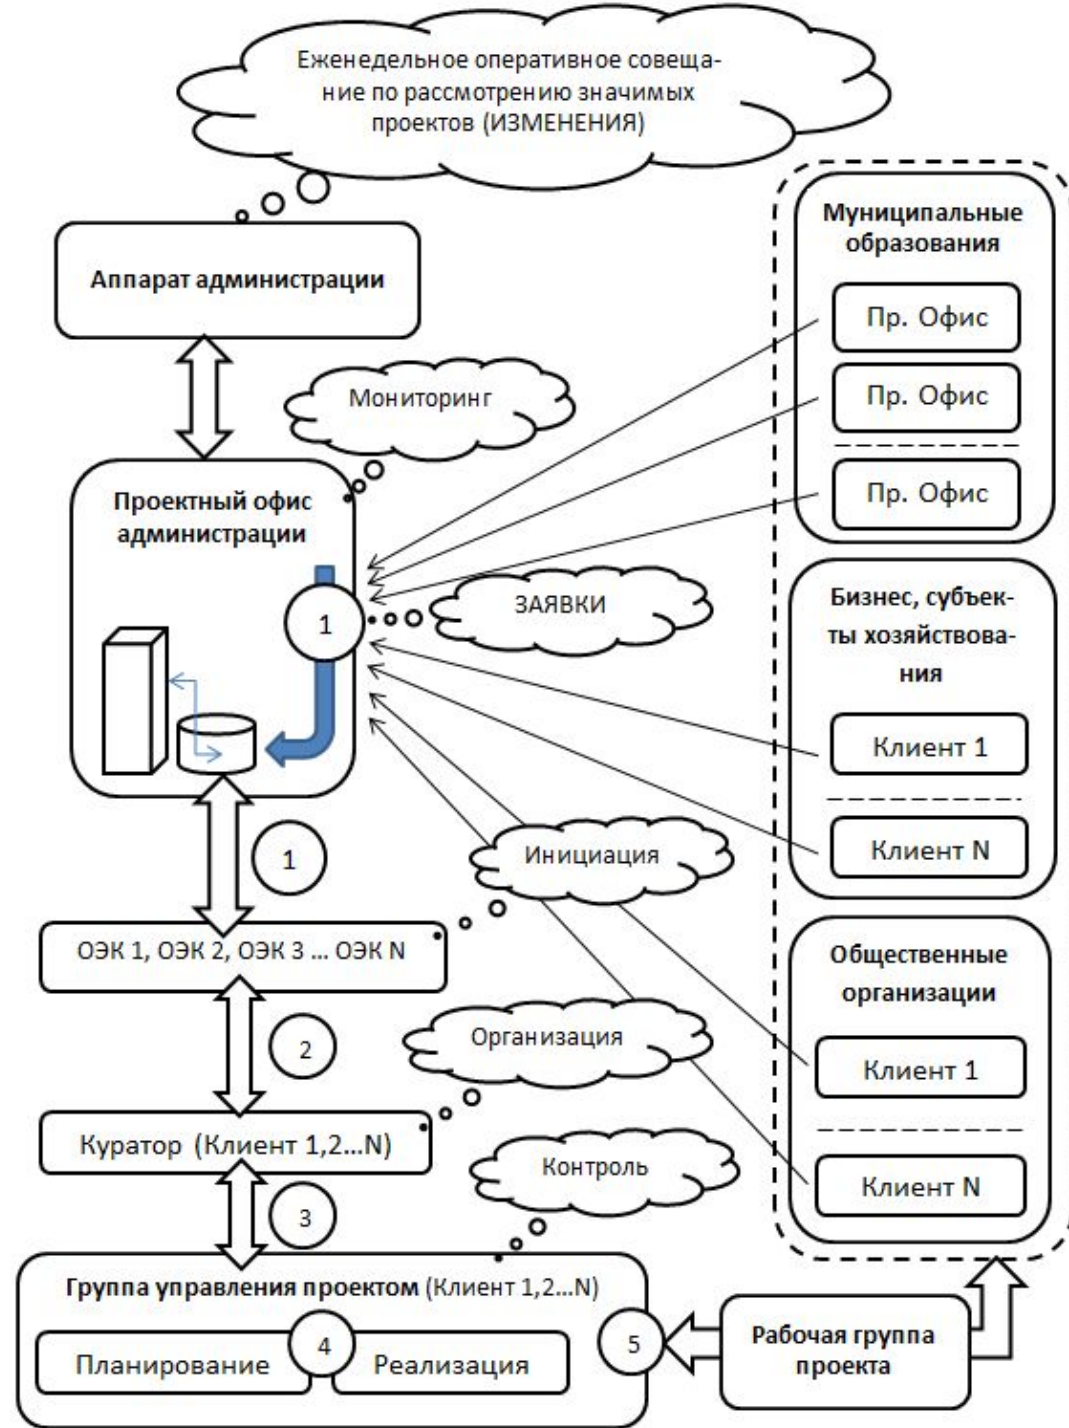 Еженедельное оперативное совеща-
ние по рассмотрению значимых
проектов (ИЗМЕНЕНИЯ)
Аппарат администрации
Мониторинг
Проектный офис
администрации
1
ЗАЯВКИ
1
Инициация
ОЭК 1, ОЭК 2, ОЭК 3 ... ОЭК N
2
Организация
Куратор (Клиент 1,2...N)
3
Контроль
Группа управления проектом (Клиент 1,2...N)
Планирование
4
Реализация
5
Рабочая группа
проекта
Муниципальные
образования
Пр. Офис
Пр. Офис
Пр. Офис
Бизнес, субъек-
ты хозяйствова-
ния
Клиент 1
Клиент N
Общественные
организации
Клиент 1
Клиент N